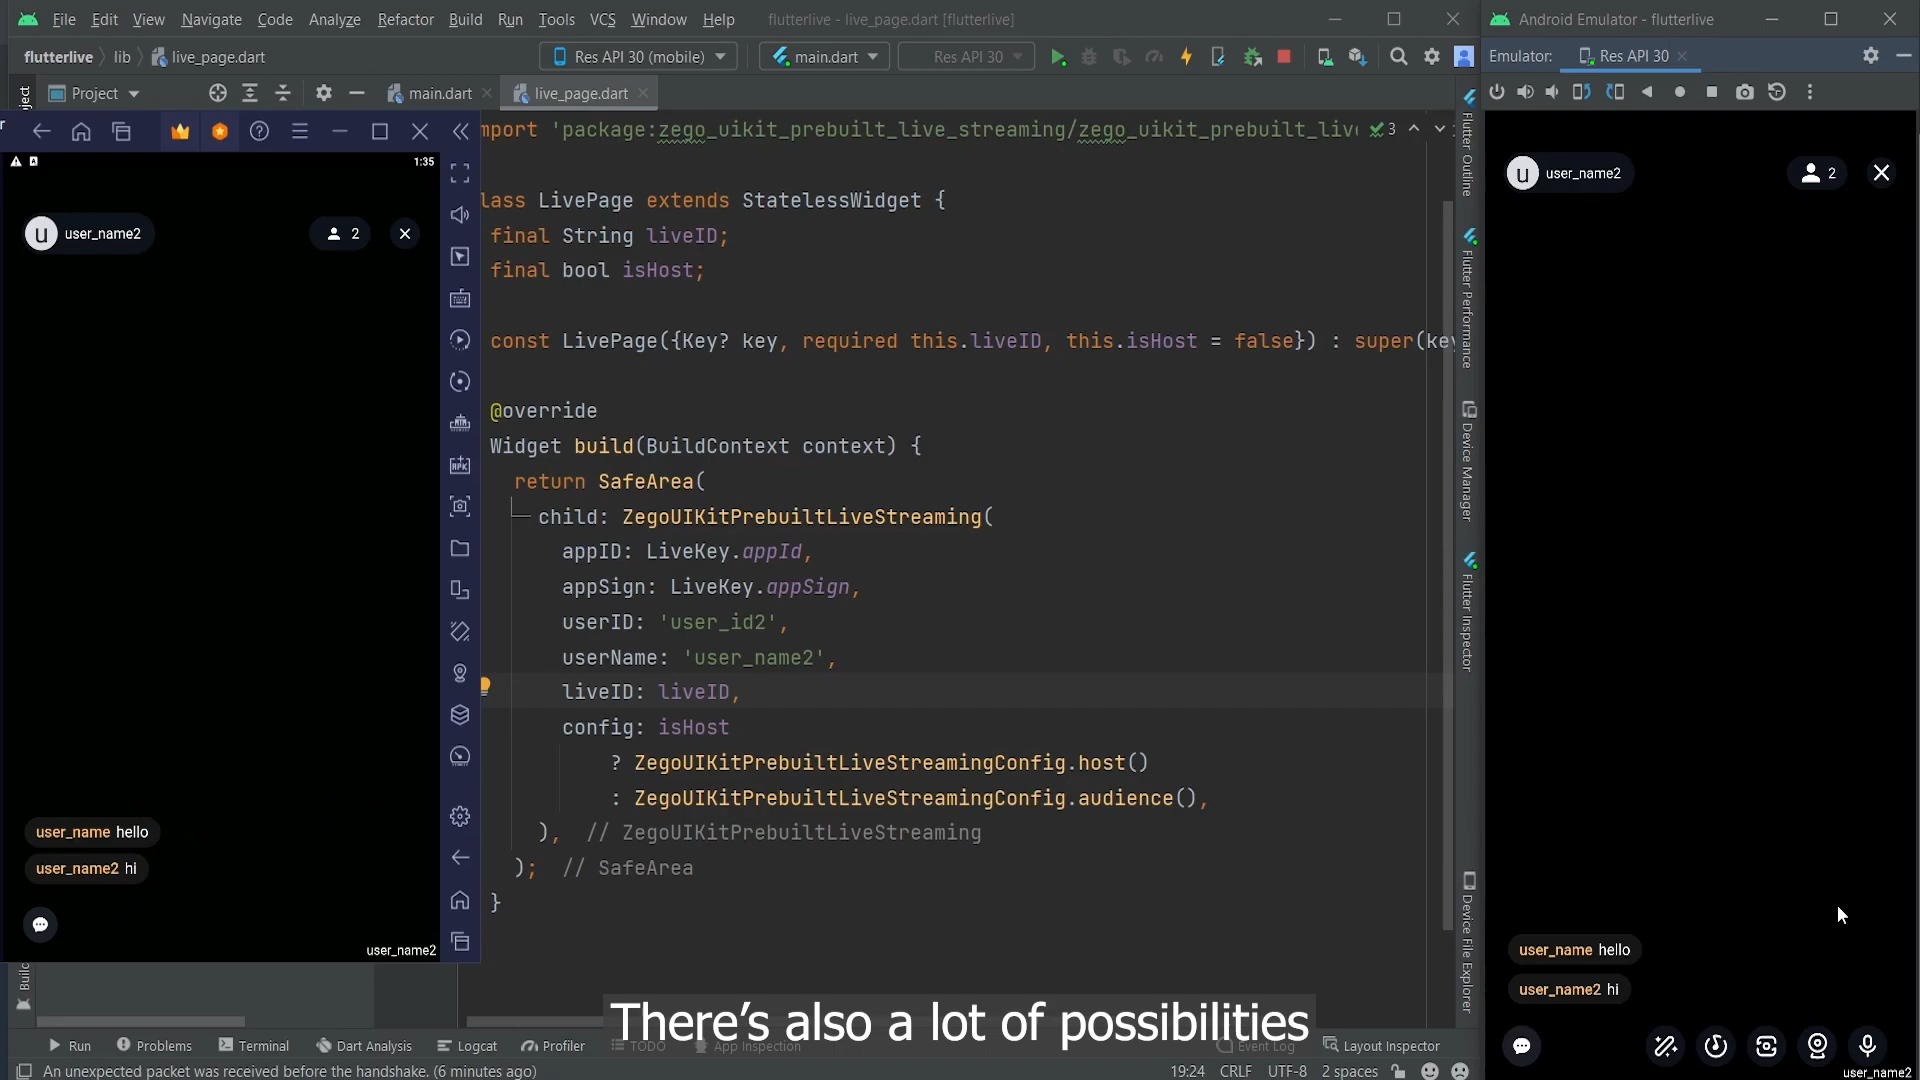 File Edit View Navigate Code Analyze Refactor Build Run Tools VCS Window Help flutterlive - live_page.dart [flutterlive]
Android Emulator - flutterlive
flutterlive lib live_page.dart
Res API 30 (mobile) main.dart Res API 30
Emulator: Res API 30
Project main.dart live_page.dart
1:35
user_name2 2
user_name hello
user_name2 hi
user_name2
mport 'package:zego_uikit_prebuilt_live_streaming/zego_uikit_prebuilt_liv 3
lass LivePage extends StatelessWidget {
final String liveID;
final bool isHost;
const LivePage({Key? key, required this.liveID, this.isHost = false}) : super(key
@override
Widget build(BuildContext context) {
return SafeArea(
child: ZegoUIKitPrebuiltLiveStreaming(
appID: LiveKey.appId,
appSign: LiveKey.appSign,
userID: 'user_id2',
userName: 'user_name2',
liveID: liveID,
config: isHost
? ZegoUIKitPrebuiltLiveStreamingConfig.host()
: ZegoUIKitPrebuiltLiveStreamingConfig.audience(),
), // ZegoUIKitPrebuiltLiveStreaming
); // SafeArea
}
Flutter Outline
Flutter Performance
Device Manager
Flutter Inspector
Device File Explorer
user_name2 2
user_name hello
user_name2 hi
user_name2
There's also a lot of possibilities
Run Problems Terminal Dart Analysis Logcat Profiler TODO App Inspection Event Log Layout Inspector
An unexpected packet was received before the handshake. (6 minutes ago)
19:24 CRLF UTF-8 2 spaces